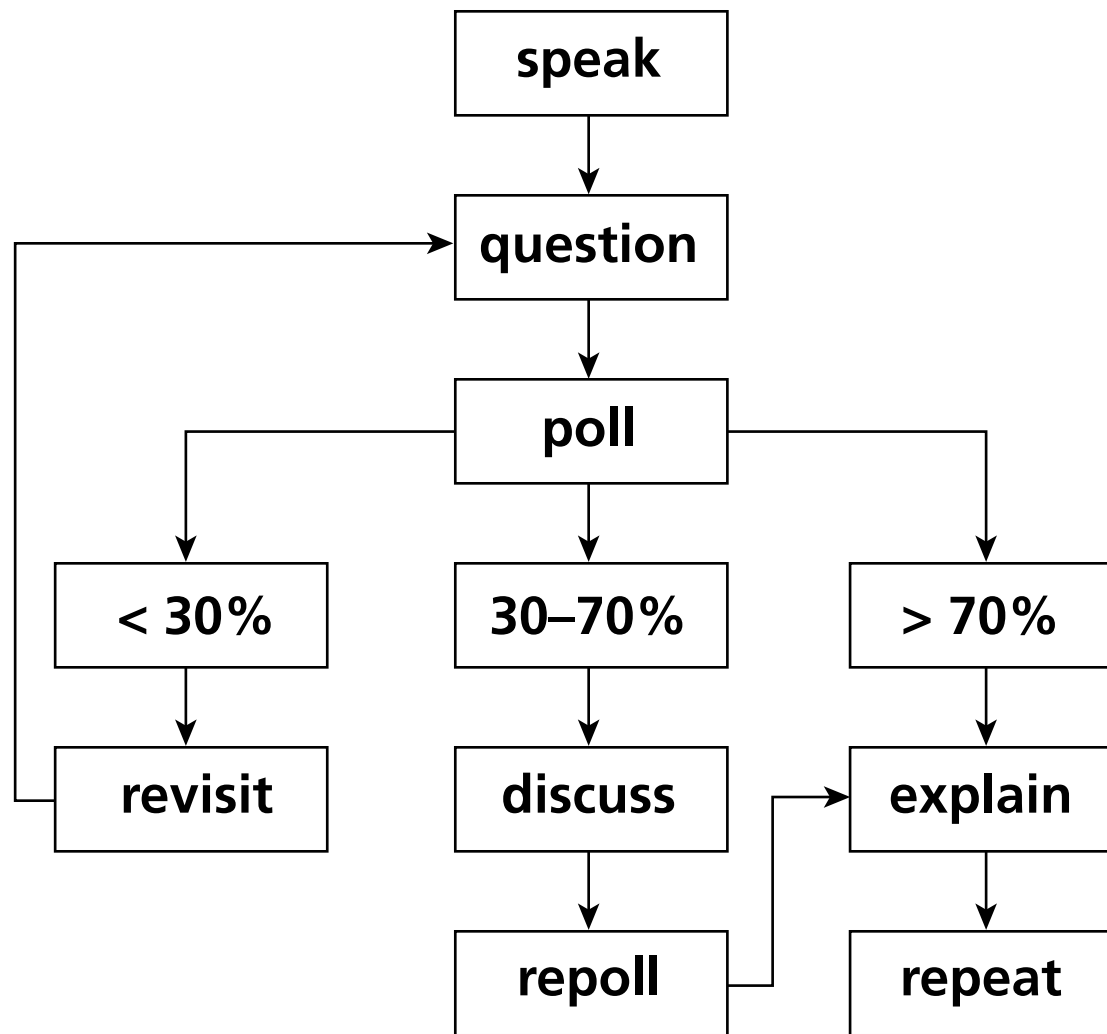 speak
question
poll
< 30%
30–70%
> 70%
revisit
discuss
explain
repoll
repeat